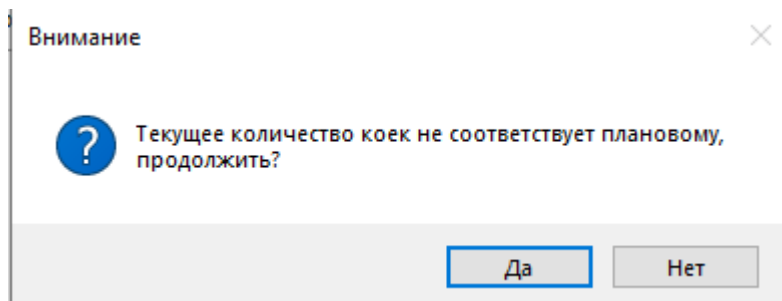 Внимание
Текущее количество коек не соответствует плановому,
продолжить?
Да
Нет